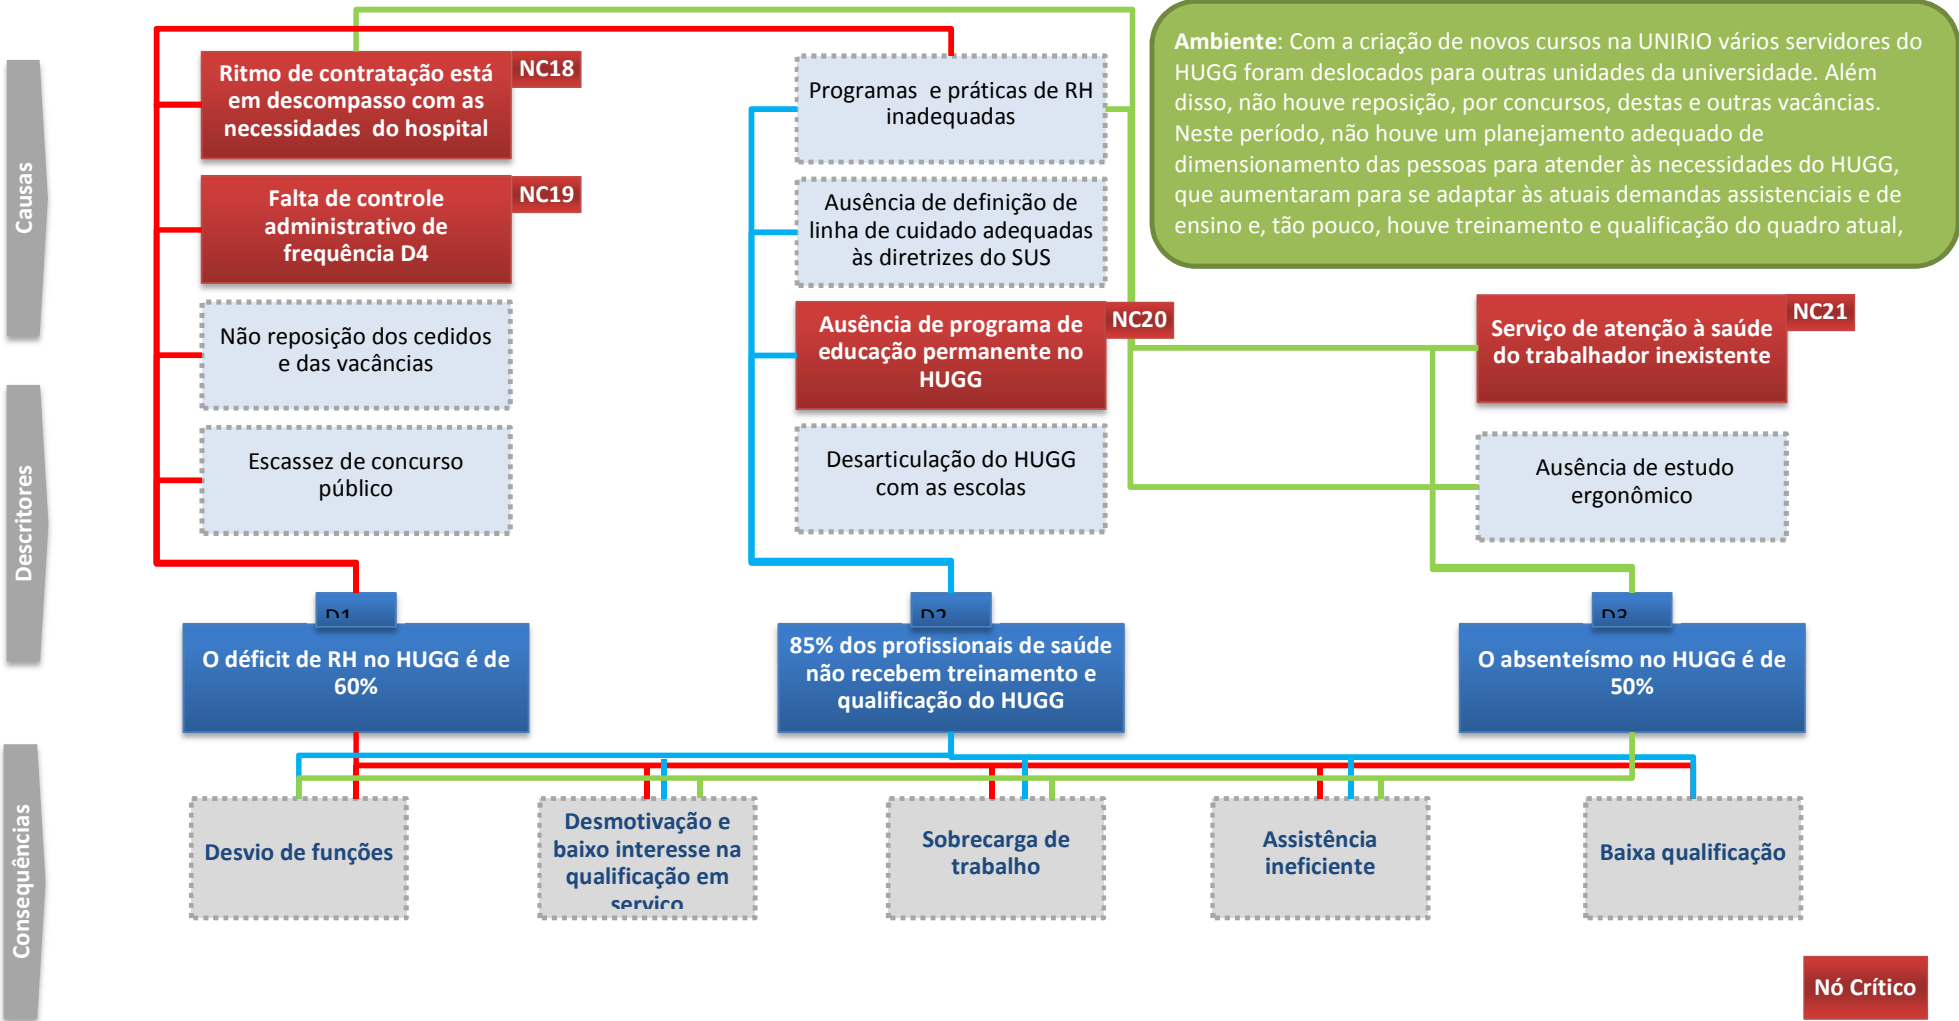 Causas
Descritores
Consequências
Ritmo de contratação está
em descompasso com as
necessidades do hospital
NC18
Falta de controle
administrativo de
frequência D4
NC19
Não reposição dos cedidos
e das vacâncias
Escassez de concurso
público
Programas e práticas de RH
inadequadas
Ausência de definição de
linha de cuidado adequadas
às diretrizes do SUS
Ausência de programa de
educação permanente no
HUGG
NC20
Desarticulação do HUGG
com as escolas
Ambiente: Com a criação de novos cursos na UNIRIO vários servidores do
HUGG foram deslocados para outras unidades da universidade. Além
disso, não houve reposição, por concursos, destas e outras vacâncias.
Neste período, não houve um planejamento adequado de
dimensionamento das pessoas para atender às necessidades do HUGG,
que aumentaram para se adaptar às atuais demandas assistenciais e de
ensino e, tão pouco, houve treinamento e qualificação do quadro atual,
Serviço de atenção à saúde
do trabalhador inexistente
NC21
Ausência de estudo
ergonômico
D1
O déficit de RH no HUGG é de
60%
D2
85% dos profissionais de saúde
não recebem treinamento e
qualificação do HUGG
D3
O absenteísmo no HUGG é de
50%
Desvio de funções
Desmotivação e
baixo interesse na
qualificação em
serviço
Sobrecarga de
trabalho
Assistência
ineficiente
Baixa qualificação
Nó Crítico